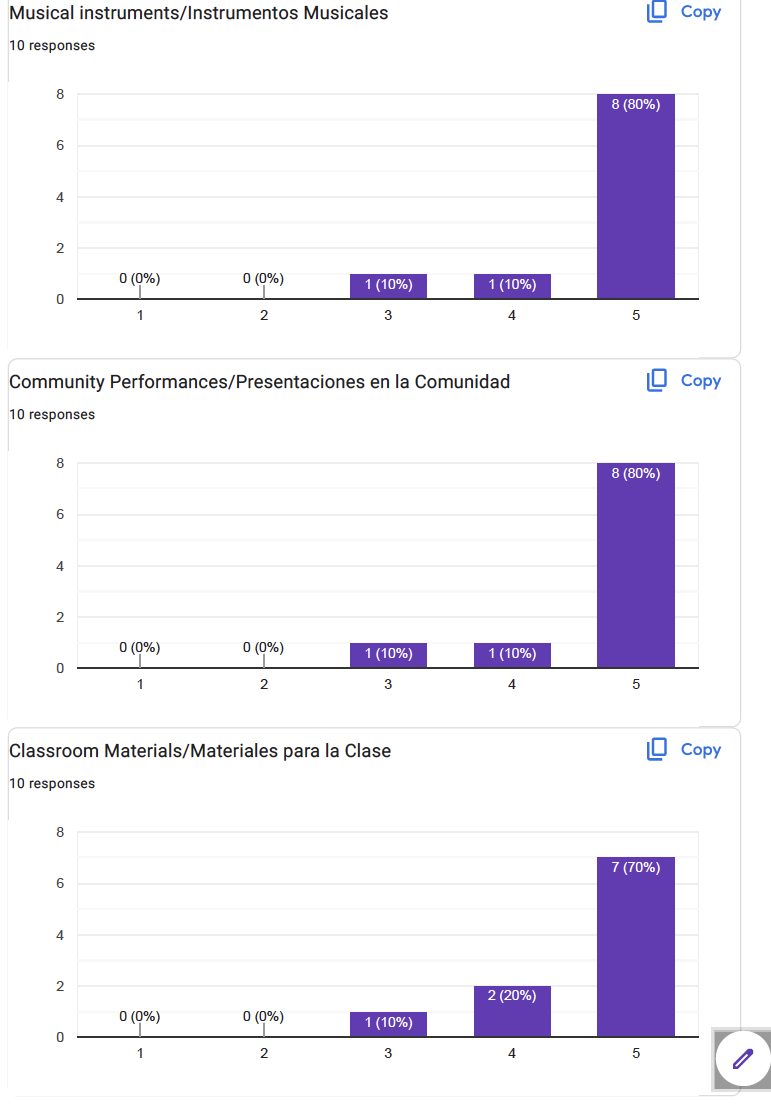 Musical instruments/Instrumentos Musicales
Copy
10 responses
8
6
4
2
0
0 (0%)
0 (0%)
1 (10%)
1 (10%)
8 (80%)
1 2 3 4 5
Community Performances/Presentaciones en la Comunidad
Copy
10 responses
8
6
4
2
0
0 (0%)
0 (0%)
1 (10%)
1 (10%)
8 (80%)
1 2 3 4 5
Classroom Materials/Materiales para la Clase
Copy
10 responses
8
6
4
2
0
0 (0%)
0 (0%)
1 (10%)
2 (20%)
7 (70%)
1 2 3 4 5